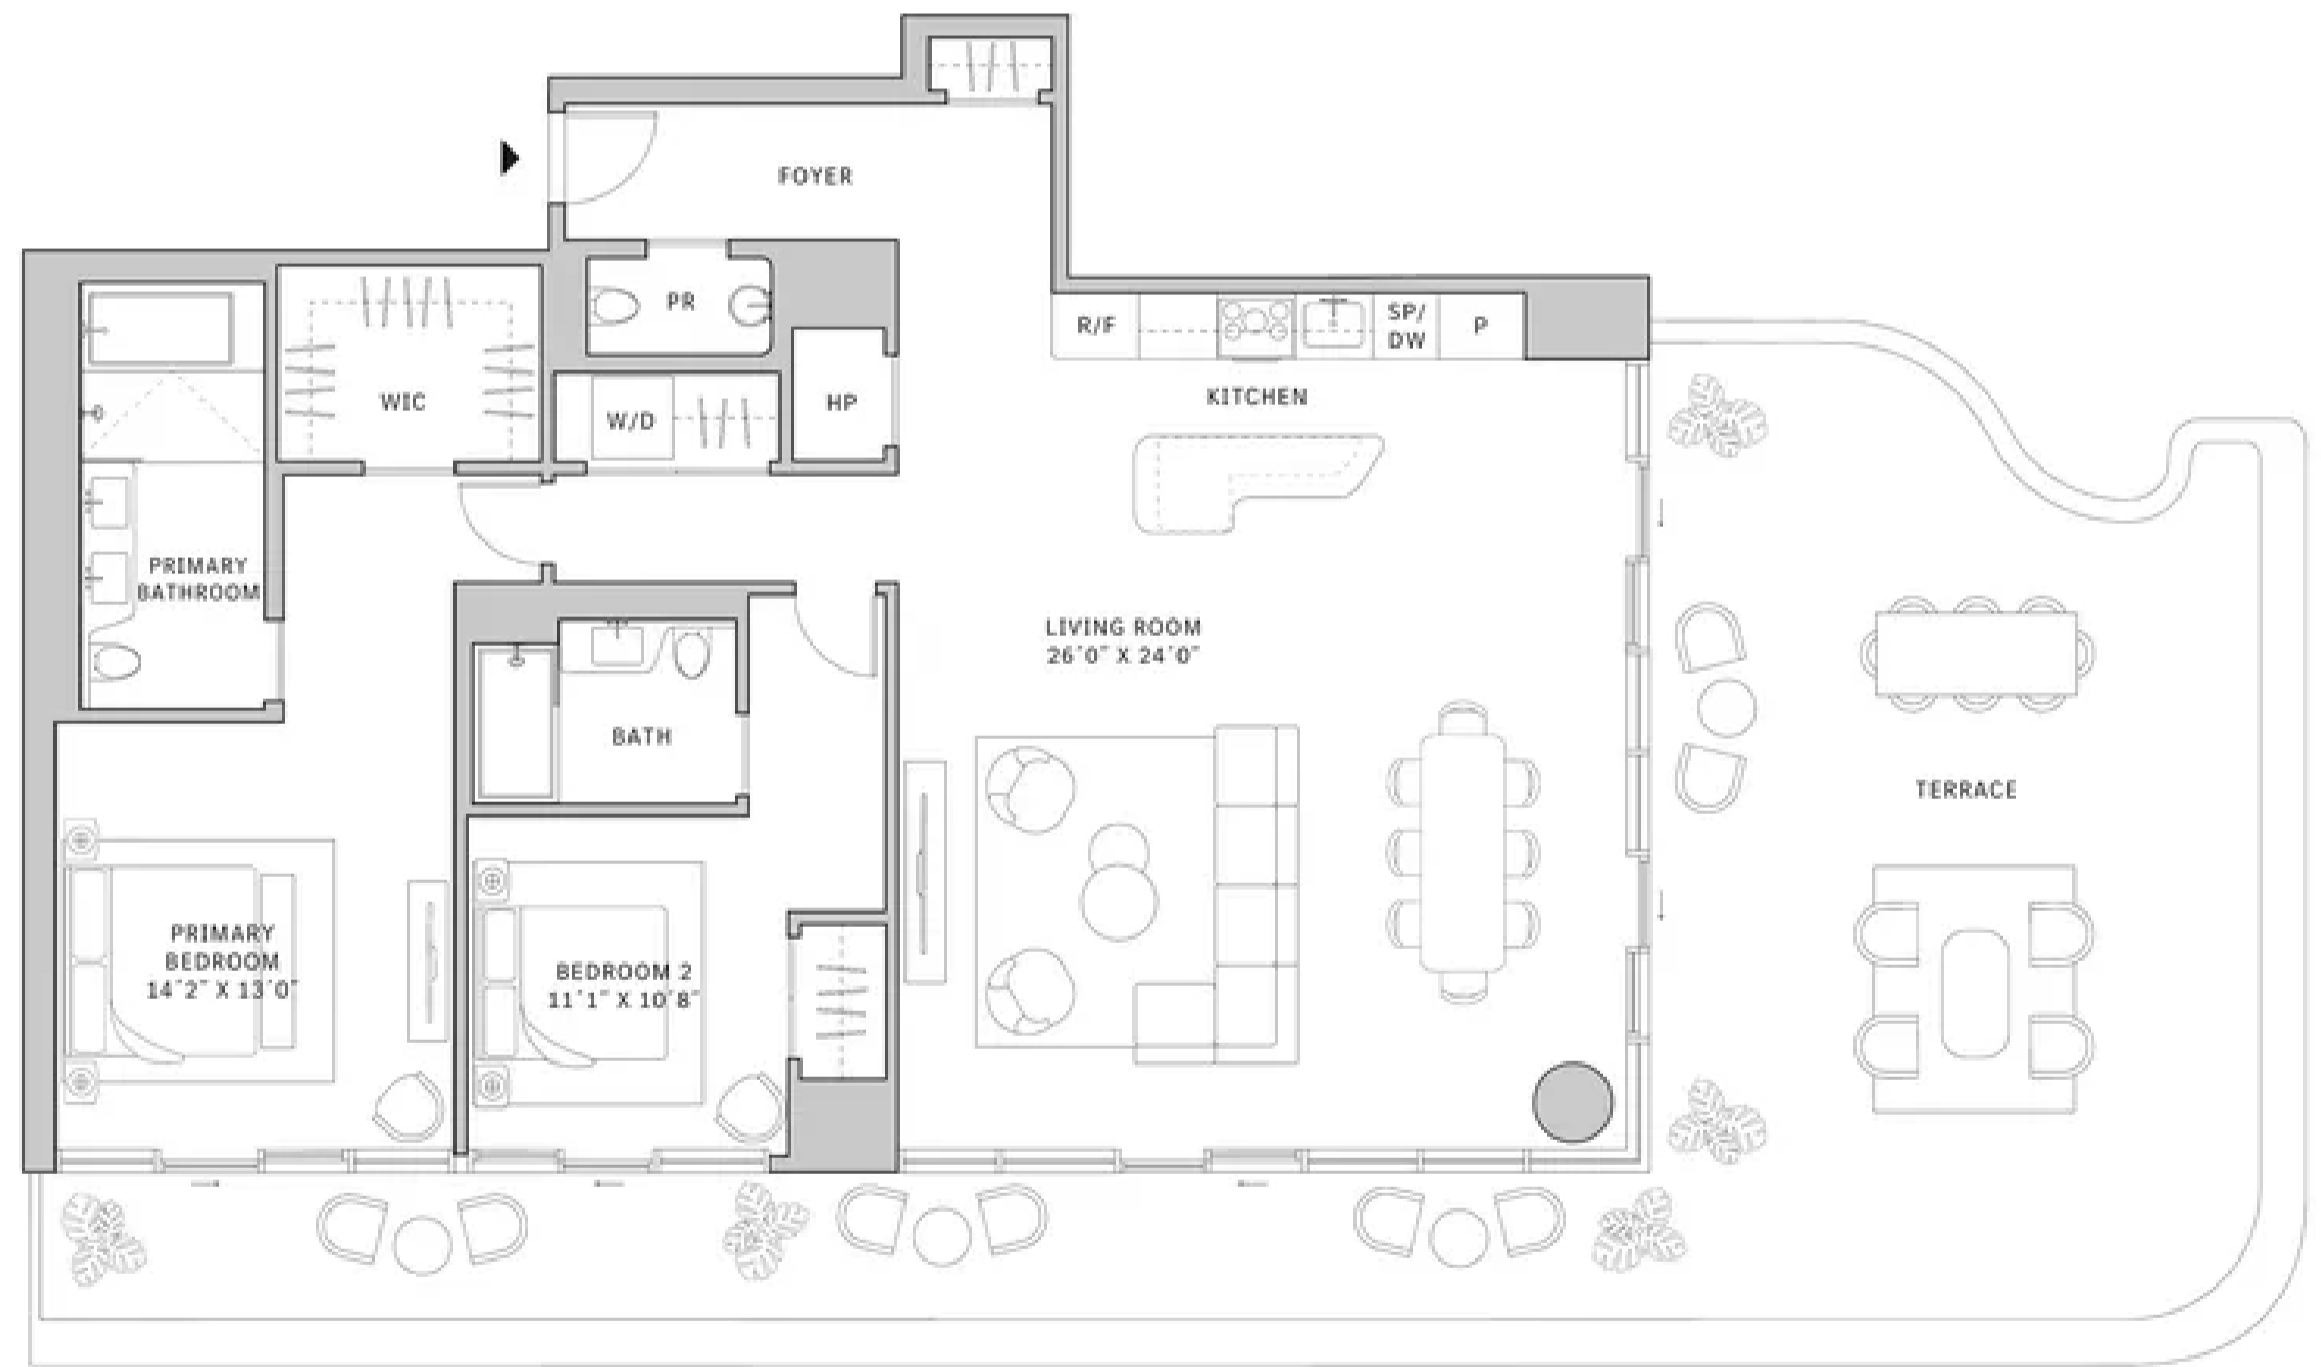 FOYER
PR
R/F
SP/
DW
P
WIC
W/D
HP
KITCHEN
PRIMARY
BATHROOM
LIVING ROOM
26'0" X 24'0"
BATH
TERRACE
PRIMARY
BEDROOM
14'2" X 13'0"
BEDROOM 2
11'1" X 10'8"